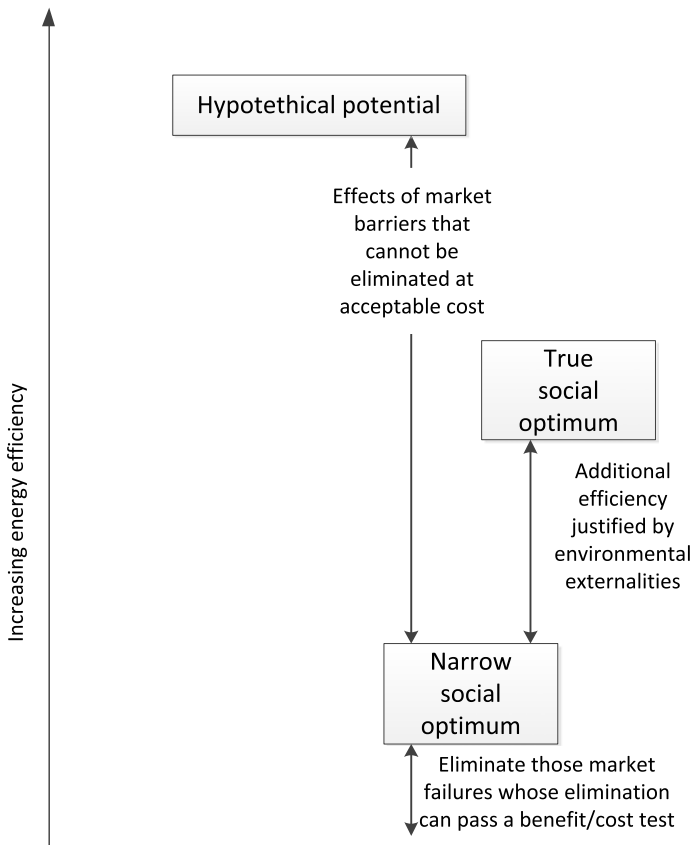 Hypotethical potential
Effects of market
barriers that
cannot be
eliminated at
acceptable cost
True
social
optimum
Increasing energy efficiency
Additional
efficiency
justified by
environmental
externalities
Narrow
social
optimum
Eliminate those market
failures whose elimination
can pass a benefit/cost test